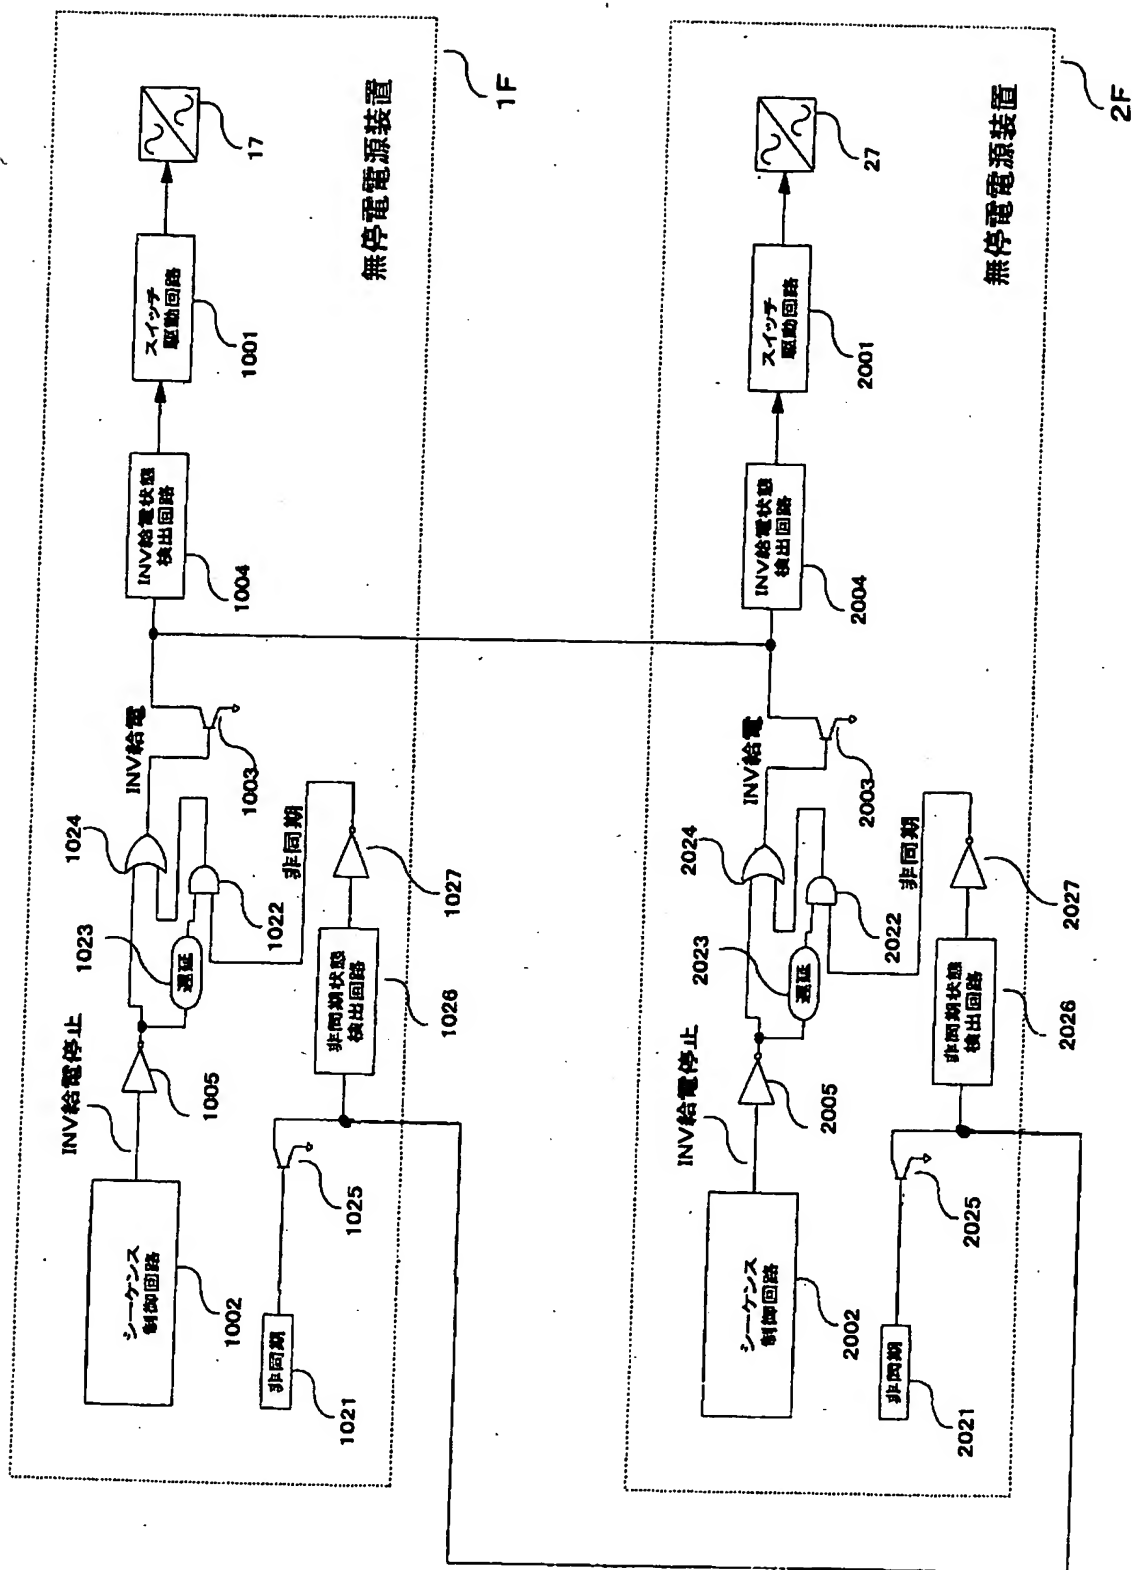 シーケンス
制御回路
1002
INV給電停止
1005
1023
遅延
1024
1022
INV給電
1003
INV給電状態
検出回路
1004
スイッチ
駆動回路
1001
17
非同期
1021
1025
非同期状態
検出回路
1026
1027
非同期
無停電電源装置
1F
シーケンス
制御回路
2002
INV給電停止
2005
2023
遅延
2024
2022
INV給電
2003
INV給電状態
検出回路
2004
スイッチ
駆動回路
2001
27
非同期
2021
2025
非同期状態
検出回路
2026
2027
非同期
無停電電源装置
2F